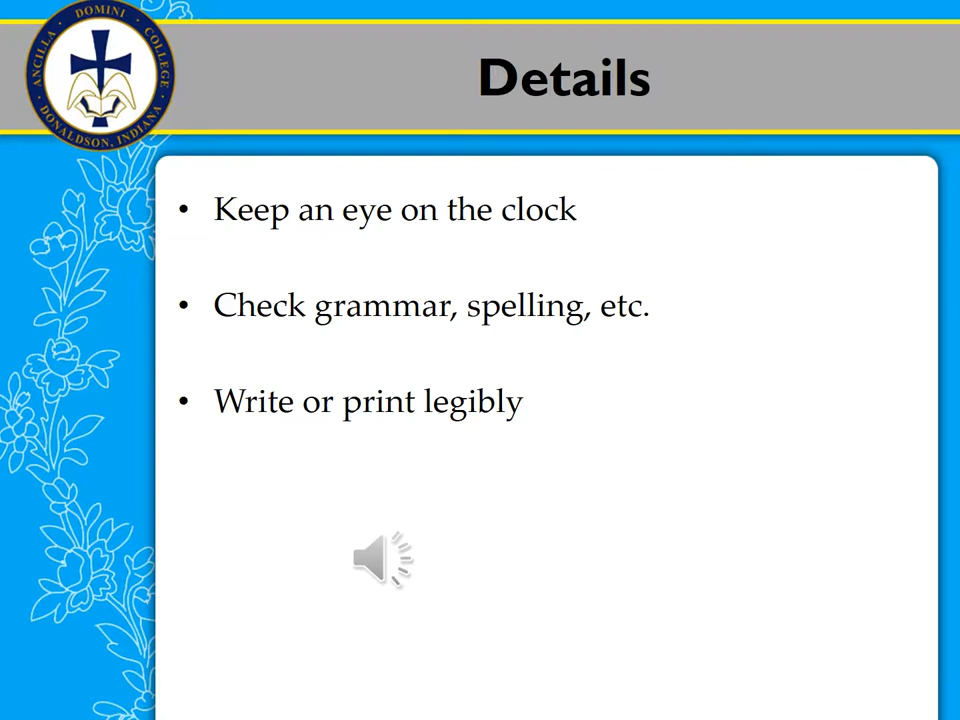 ANCILLA DOMINI COLLEGE
DONALDSON, INDIANA
Details
• Keep an eye on the clock
• Check grammar, spelling, etc.
• Write or print legibly